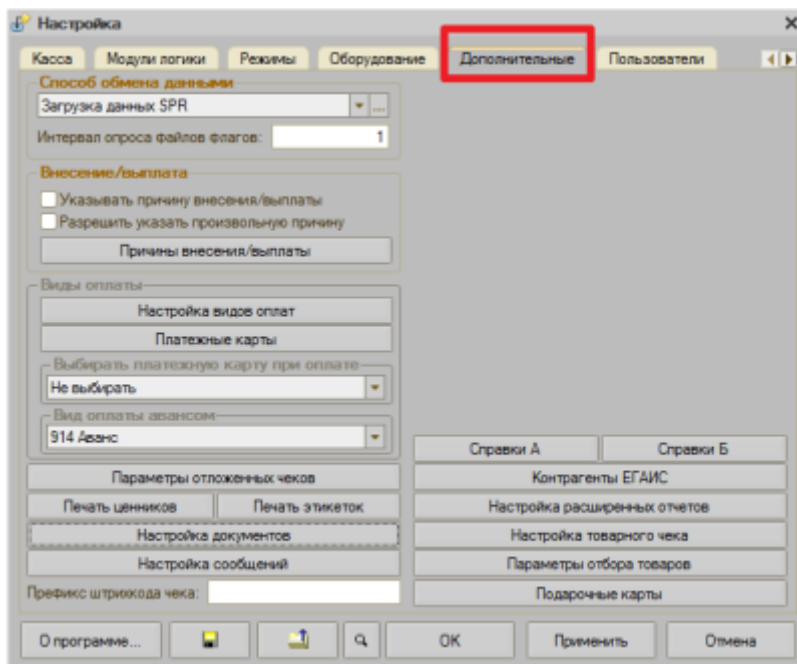 Настройка
Касса Модули логики Режимы Оборудование Дополнительные Пользователи
Способ обмена данными
Загрузка данных SPR
...
Интервал опроса файлов флагов: 1
Внесение/выплата
Указывать причину внесения/выплаты
Разрешить указать произвольную причину
Причины внесения/выплаты
Виды оплаты
Настройка видов оплат
Платежные карты
Выбирать платежную карту при оплате
Не выбирать
Вид оплаты авансом
914 Аванс
Параметры отложенных чеков
Печать ценников Печать этикеток
Настройка документов
Настройка сообщений
Префикс штрихкода чека:
Справки А Справки Б
Контрагенты ЕГАИС
Настройка расширенных отчетов
Настройка товарного чека
Параметры отбора товаров
Подарочные карты
О программе... OK Применить Отмена